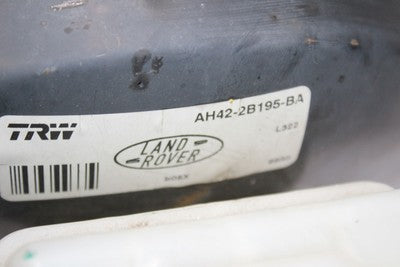 AH42-2B195-BA
TRW
LAND
ROVER
L322